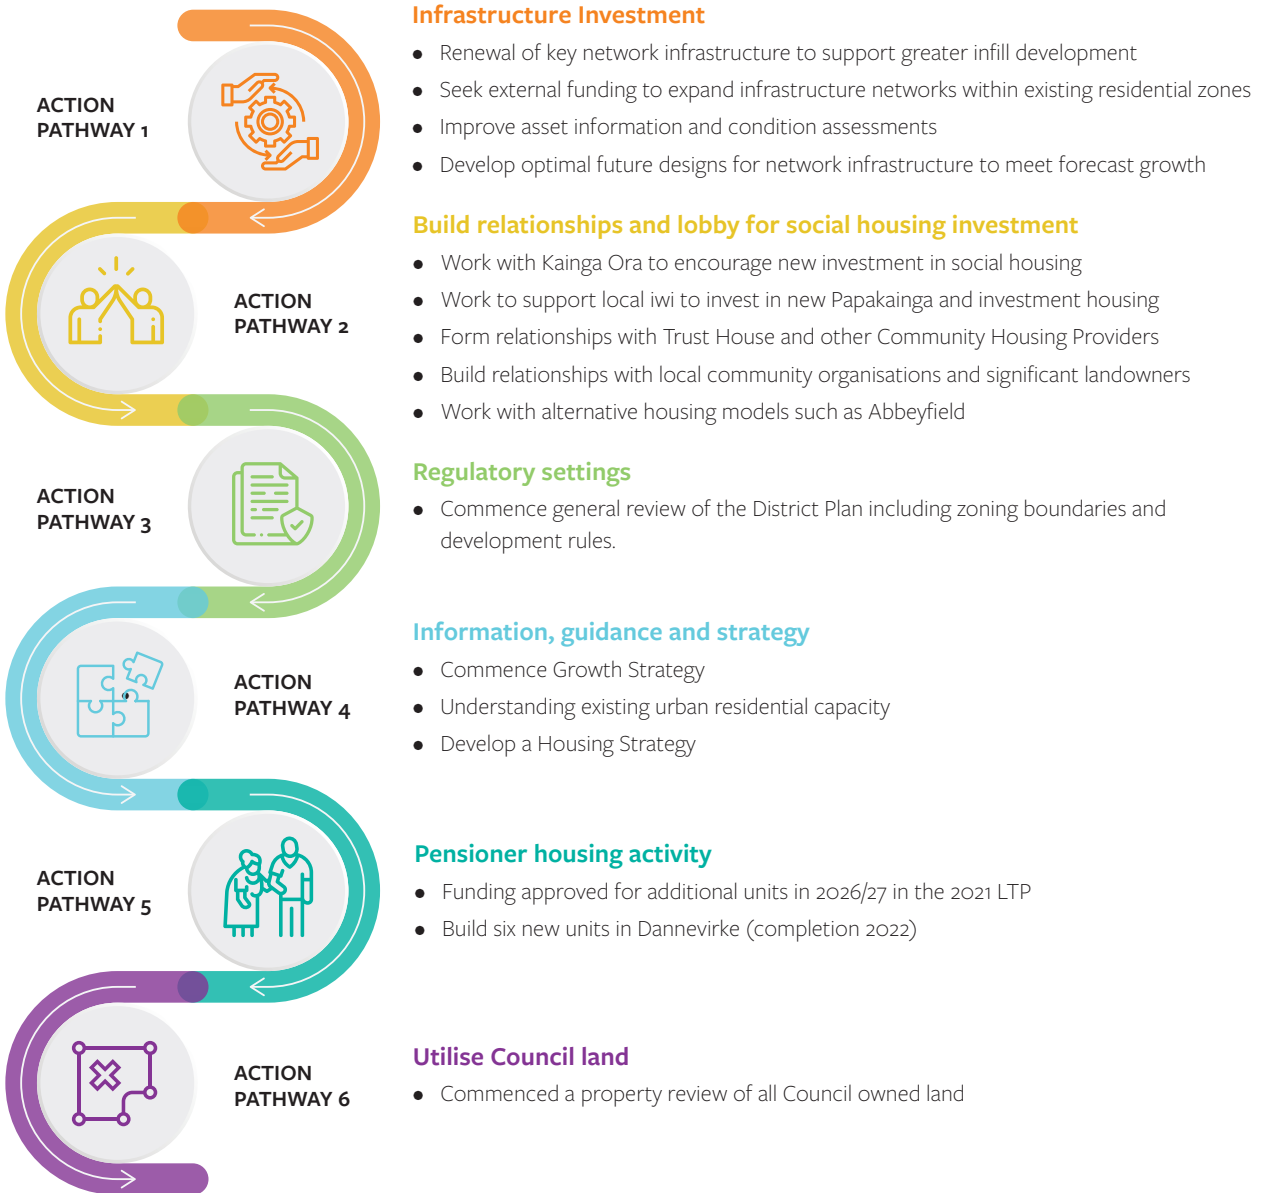 Infrastructure Investment
ACTION
PATHWAY 1
• Renewal of key network infrastructure to support greater infill development
• Seek external funding to expand infrastructure networks within existing residential zones
• Improve asset information and condition assessments
• Develop optimal future designs for network infrastructure to meet forecast growth
Build relationships and lobby for social housing investment
ACTION
PATHWAY 2
• Work with Kainga Ora to encourage new investment in social housing
• Work to support local iwi to invest in new Papakainga and investment housing
• Form relationships with Trust House and other Community Housing Providers
• Build relationships with local community organisations and significant landowners
• Work with alternative housing models such as Abbeyfield
Regulatory settings
ACTION
PATHWAY 3
• Commence general review of the District Plan including zoning boundaries and
development rules.
Information, guidance and strategy
ACTION
PATHWAY 4
• Commence Growth Strategy
• Understanding existing urban residential capacity
• Develop a Housing Strategy
Pensioner housing activity
ACTION
PATHWAY 5
• Funding approved for additional units in 2026/27 in the 2021 LTP
• Build six new units in Dannevirke (completion 2022)
Utilise Council land
ACTION
PATHWAY 6
• Commenced a property review of all Council owned land